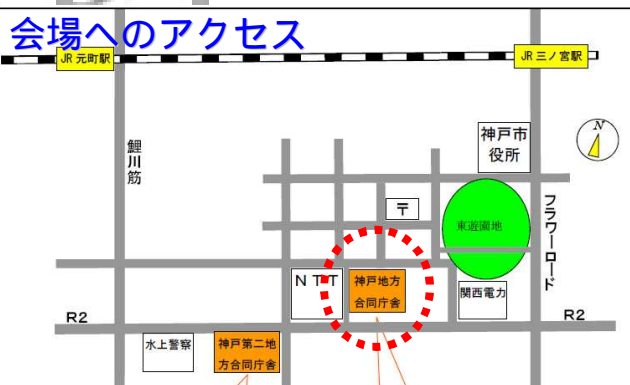 会場へのアクセス
JR 元町駅
JR 三ノ宮駅
N
神戸市
役所
鯉川筋
〒
東遊園地
フラワーロード
NTT
神戸地方
合同庁舎
関西電力
R2
R2
水上警察
神戸第二地
方合同庁舎